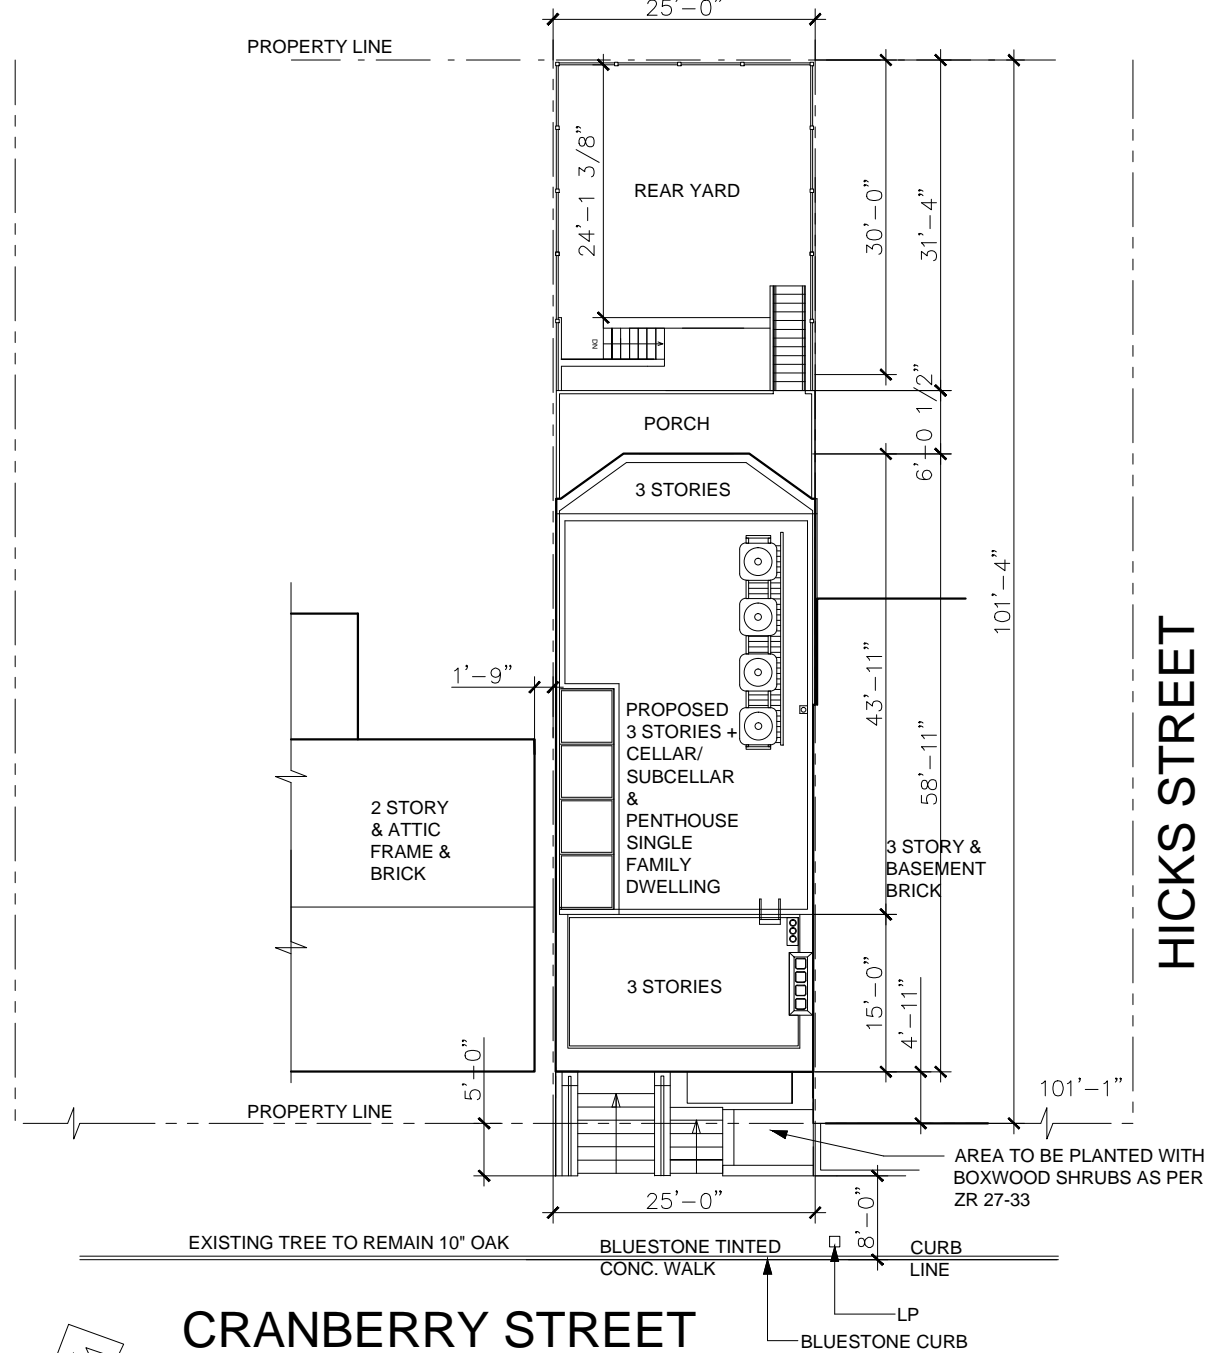 25'-0"
PROPERTY LINE
24'-1 3/8"
REAR YARD
30'-0"
31'-4"
DN
PORCH
6'-0 1/2"
3 STORIES
101'-4"
1'-9"
43'-11"
58'-11"
PROPOSED
3 STORIES +
CELLAR/
SUBCELLAR
&
PENTHOUSE
SINGLE
FAMILY
DWELLING
2 STORY
& ATTIC
FRAME &
BRICK
3 STORY &
BASEMENT
BRICK
HICKS STREET
3 STORIES
15'-0"
4'-11"
5'-0"
101'-1"
PROPERTY LINE
AREA TO BE PLANTED WITH
BOXWOOD SHRUBS AS PER
ZR 27-33
25'-0"
8'-0"
EXISTING TREE TO REMAIN 10" OAK
BLUESTONE TINTED
CONC. WALK
CURB
LINE
LP
BLUESTONE CURB
CRANBERRY STREET